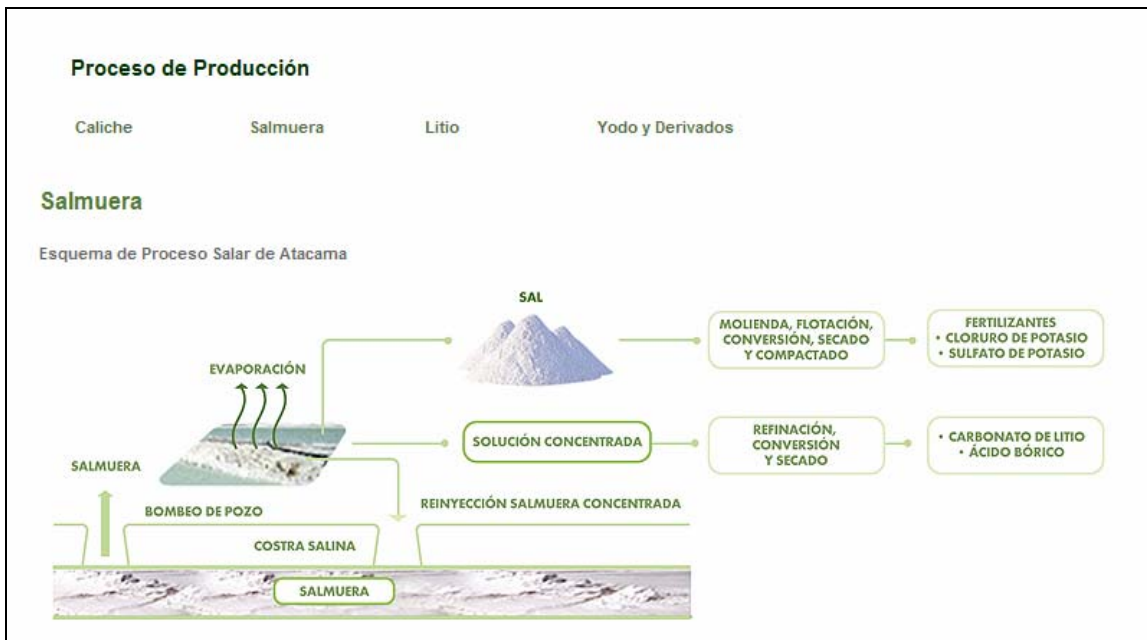 Proceso de Producción
Caliche Salmuera Litio Yodo y Derivados
Salmuera
Esquema de Proceso Salar de Atacama
SAL
MOLIENDA, FLOTACIÓN,
CONVERSIÓN, SECADO
Y COMPACTADO
FERTILIZANTES
• CLORURO DE POTASIO
• SULFATO DE POTASIO
EVAPORACIÓN
SOLUCIÓN CONCENTRADA
REFINACIÓN,
CONVERSIÓN
Y SECADO
• CARBONATO DE LITIO
• ÁCIDO BÓRICO
SALMUERA
BOMBEO DE POZO
REINYECCIÓN SALMUERA CONCENTRADA
COSTRA SALINA
SALMUERA